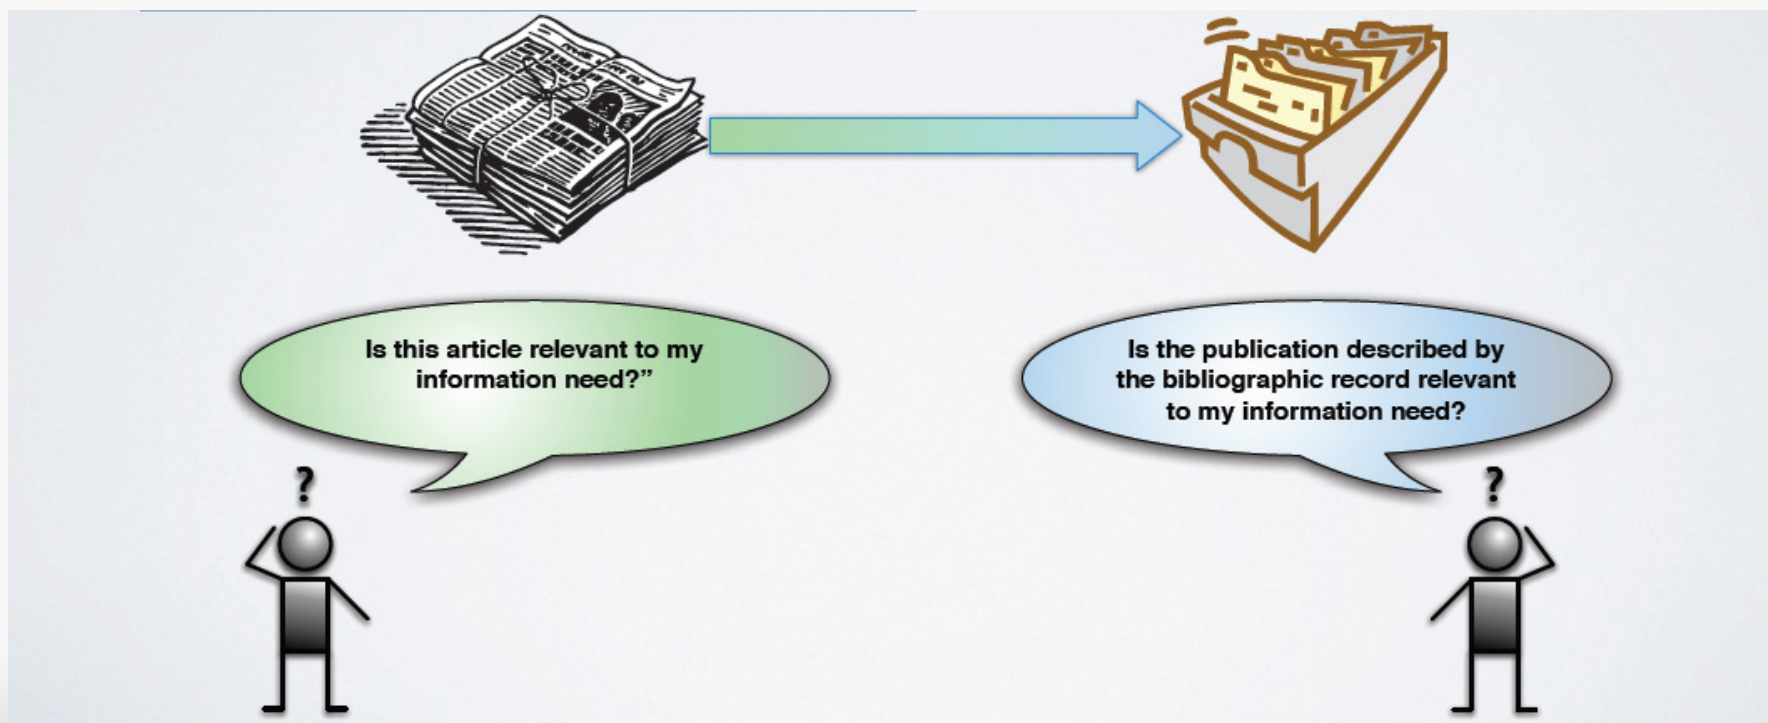 Is this article relevant to my
information need?”
Is the publication described by
the bibliographic record relevant
to my information need?
?
?